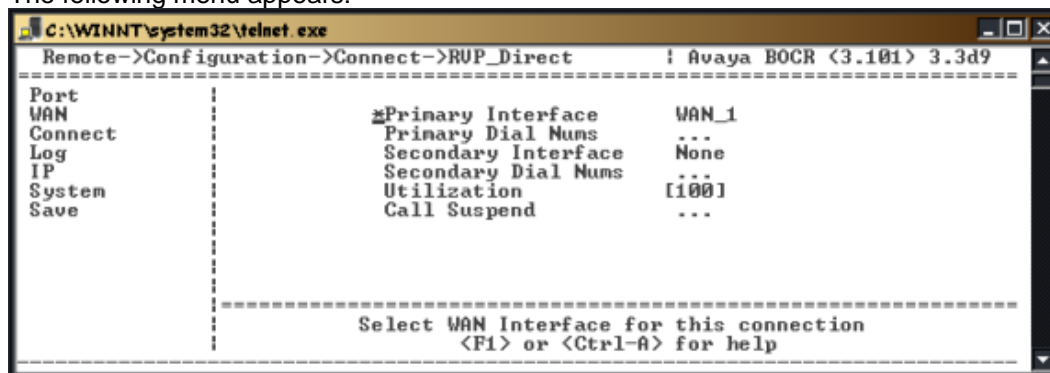 The following menu appears:
C:\WINNT\system32\telnet.exe
Remote->Configuration->Connect->RVP_Direct | Avaya BOCR (3.101) 3.3d9
Port
WAN *Primary Interface WAN_1
Connect Primary Dial Nums ...
Log Secondary Interface None
IP Secondary Dial Nums ...
System Utilization [100]
Save Call Suspend ...
Select WAN Interface for this connection
<F1> or <Ctrl-A> for help